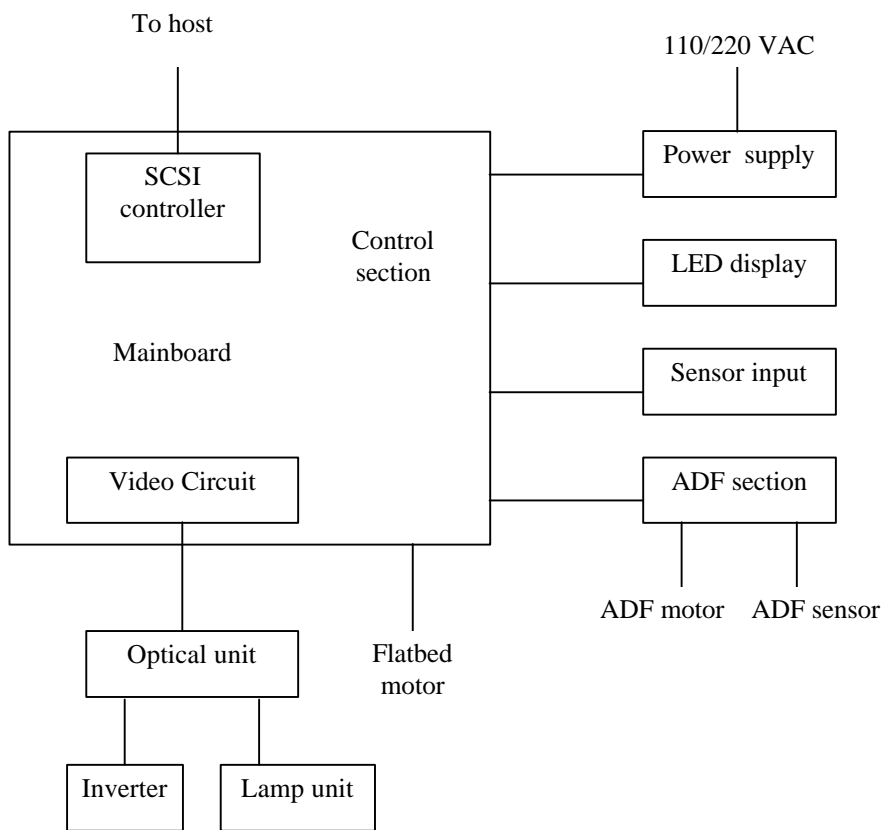 To host
110/220 VAC
SCSI
controller
Control
section
Mainboard
Video Circuit
Power supply
LED display
Sensor input
ADF section
ADF motor
ADF sensor
Optical unit
Flatbed
motor
Inverter
Lamp unit